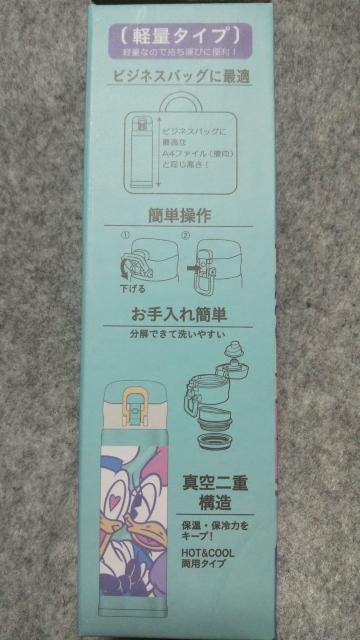 〔軽量タイプ〕
軽量なので持ち運びに便利！
ビジネスバッグに最適
ビジネスバッグに
最適な
A4ファイル（横向）
と同じ高さ！
簡単操作
① ②
下げる
お手入れ簡単
分解できて洗いやすい
真空二重
構造
保温・保冷力を
キープ！
HOT&COOL
両用タイプ